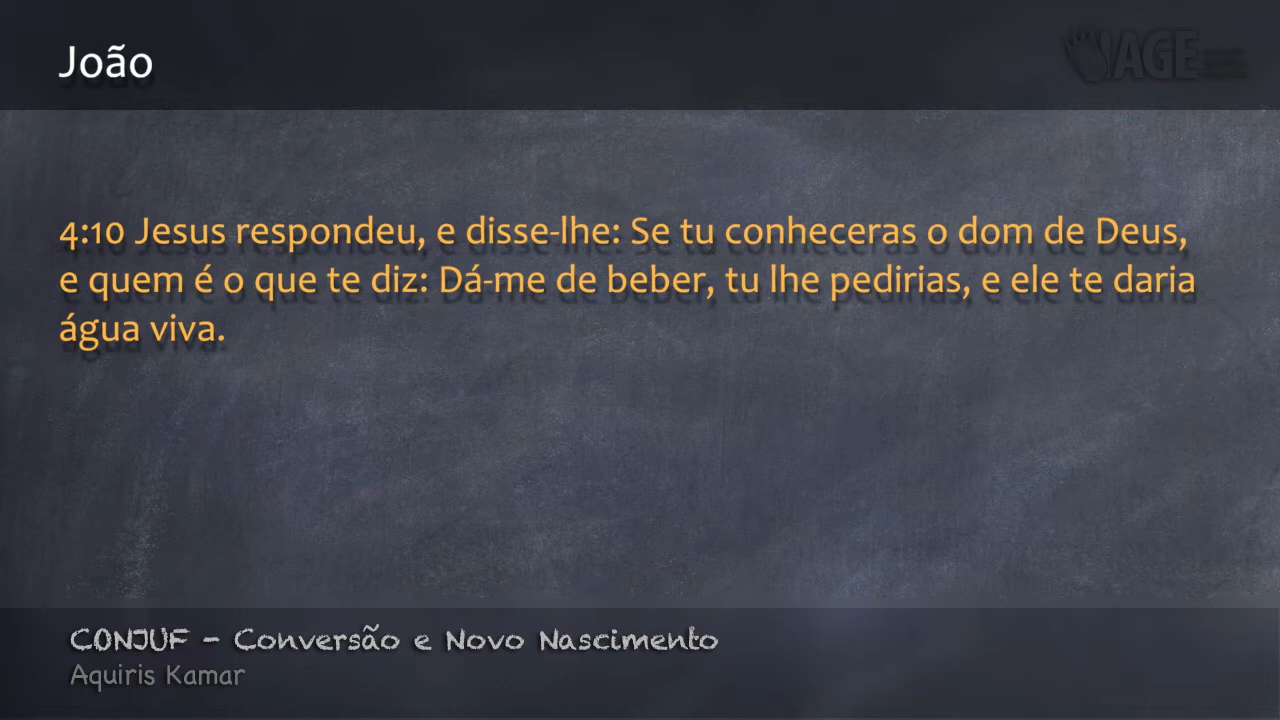 João
IAGE
4:10 Jesus respondeu, e disse-lhe: Se tu conheceras o dom de Deus,
e quem é o que te diz: Dá-me de beber, tu lhe pedirias, e ele te daria
água viva.
CONJUF - Conversão e Novo Nascimento
Aquiris Kamar